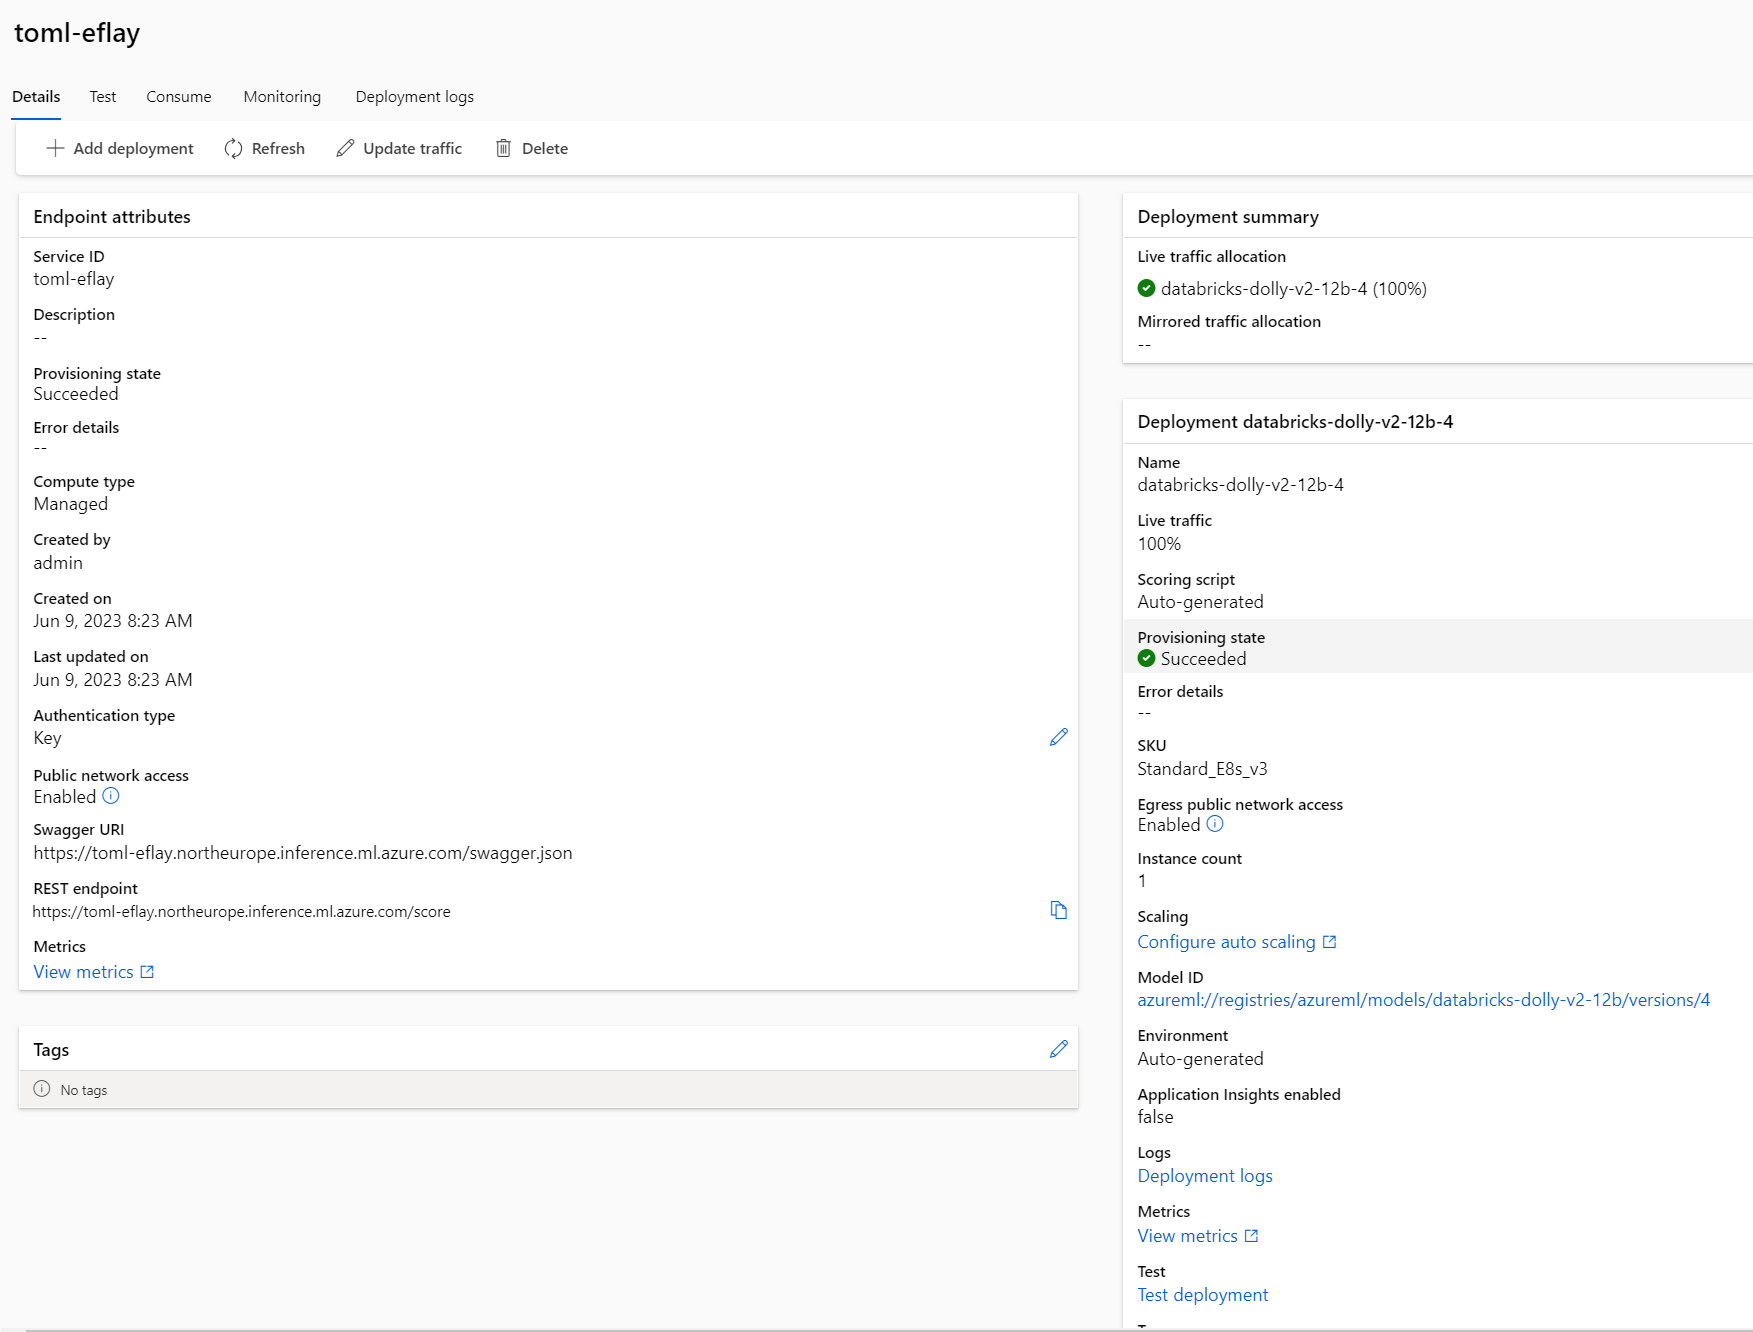 toml-eflay
Details Test Consume Monitoring Deployment logs
Add deployment Refresh Update traffic Delete
Endpoint attributes
Service ID
toml-eflay
Description
--
Provisioning state
Succeeded
Error details
--
Compute type
Managed
Created by
admin
Created on
Jun 9, 2023 8:23 AM
Last updated on
Jun 9, 2023 8:23 AM
Authentication type
Key
Public network access
Enabled
Swagger URI
https://toml-eflay.northeurope.inference.ml.azure.com/swagger.json
REST endpoint
https://toml-eflay.northeurope.inference.ml.azure.com/score
Metrics
View metrics
Tags
No tags
Deployment summary
Live traffic allocation
databricks-dolly-v2-12b-4 (100%)
Mirrored traffic allocation
--
Deployment databricks-dolly-v2-12b-4
Name
databricks-dolly-v2-12b-4
Live traffic
100%
Scoring script
Auto-generated
Provisioning state
Succeeded
Error details
--
SKU
Standard_E8s_v3
Egress public network access
Enabled
Instance count
1
Scaling
Configure auto scaling
Model ID
azureml://registries/azureml/models/databricks-dolly-v2-12b/versions/4
Environment
Auto-generated
Application Insights enabled
false
Logs
Deployment logs
Metrics
View metrics
Test
Test deployment